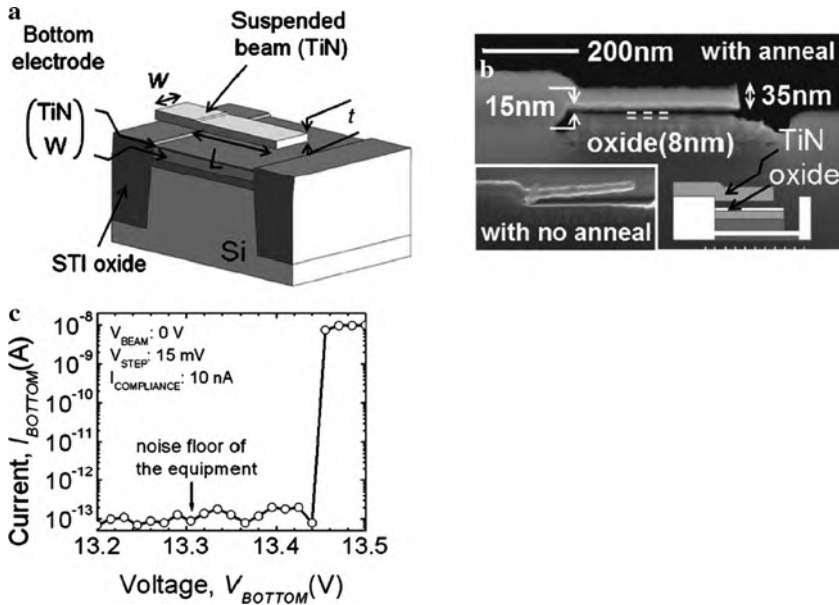 a
Bottom
electrode
Suspended
beam (TiN)
W
TiN
W
t
L
STI oxide
Si
b
200nm
with anneal
15nm
35nm
oxide(8nm)
TiN
oxide
with no anneal
c
Current, I_BOTTOM(A)
10^-8
10^-9
10^-10
10^-11
10^-12
10^-13
V_BEAM: 0 V
V_STEP: 15 mV
I_COMPLIANCE: 10 nA
noise floor of
the equipment
13.2 13.3 13.4 13.5
Voltage, V_BOTTOM(V)